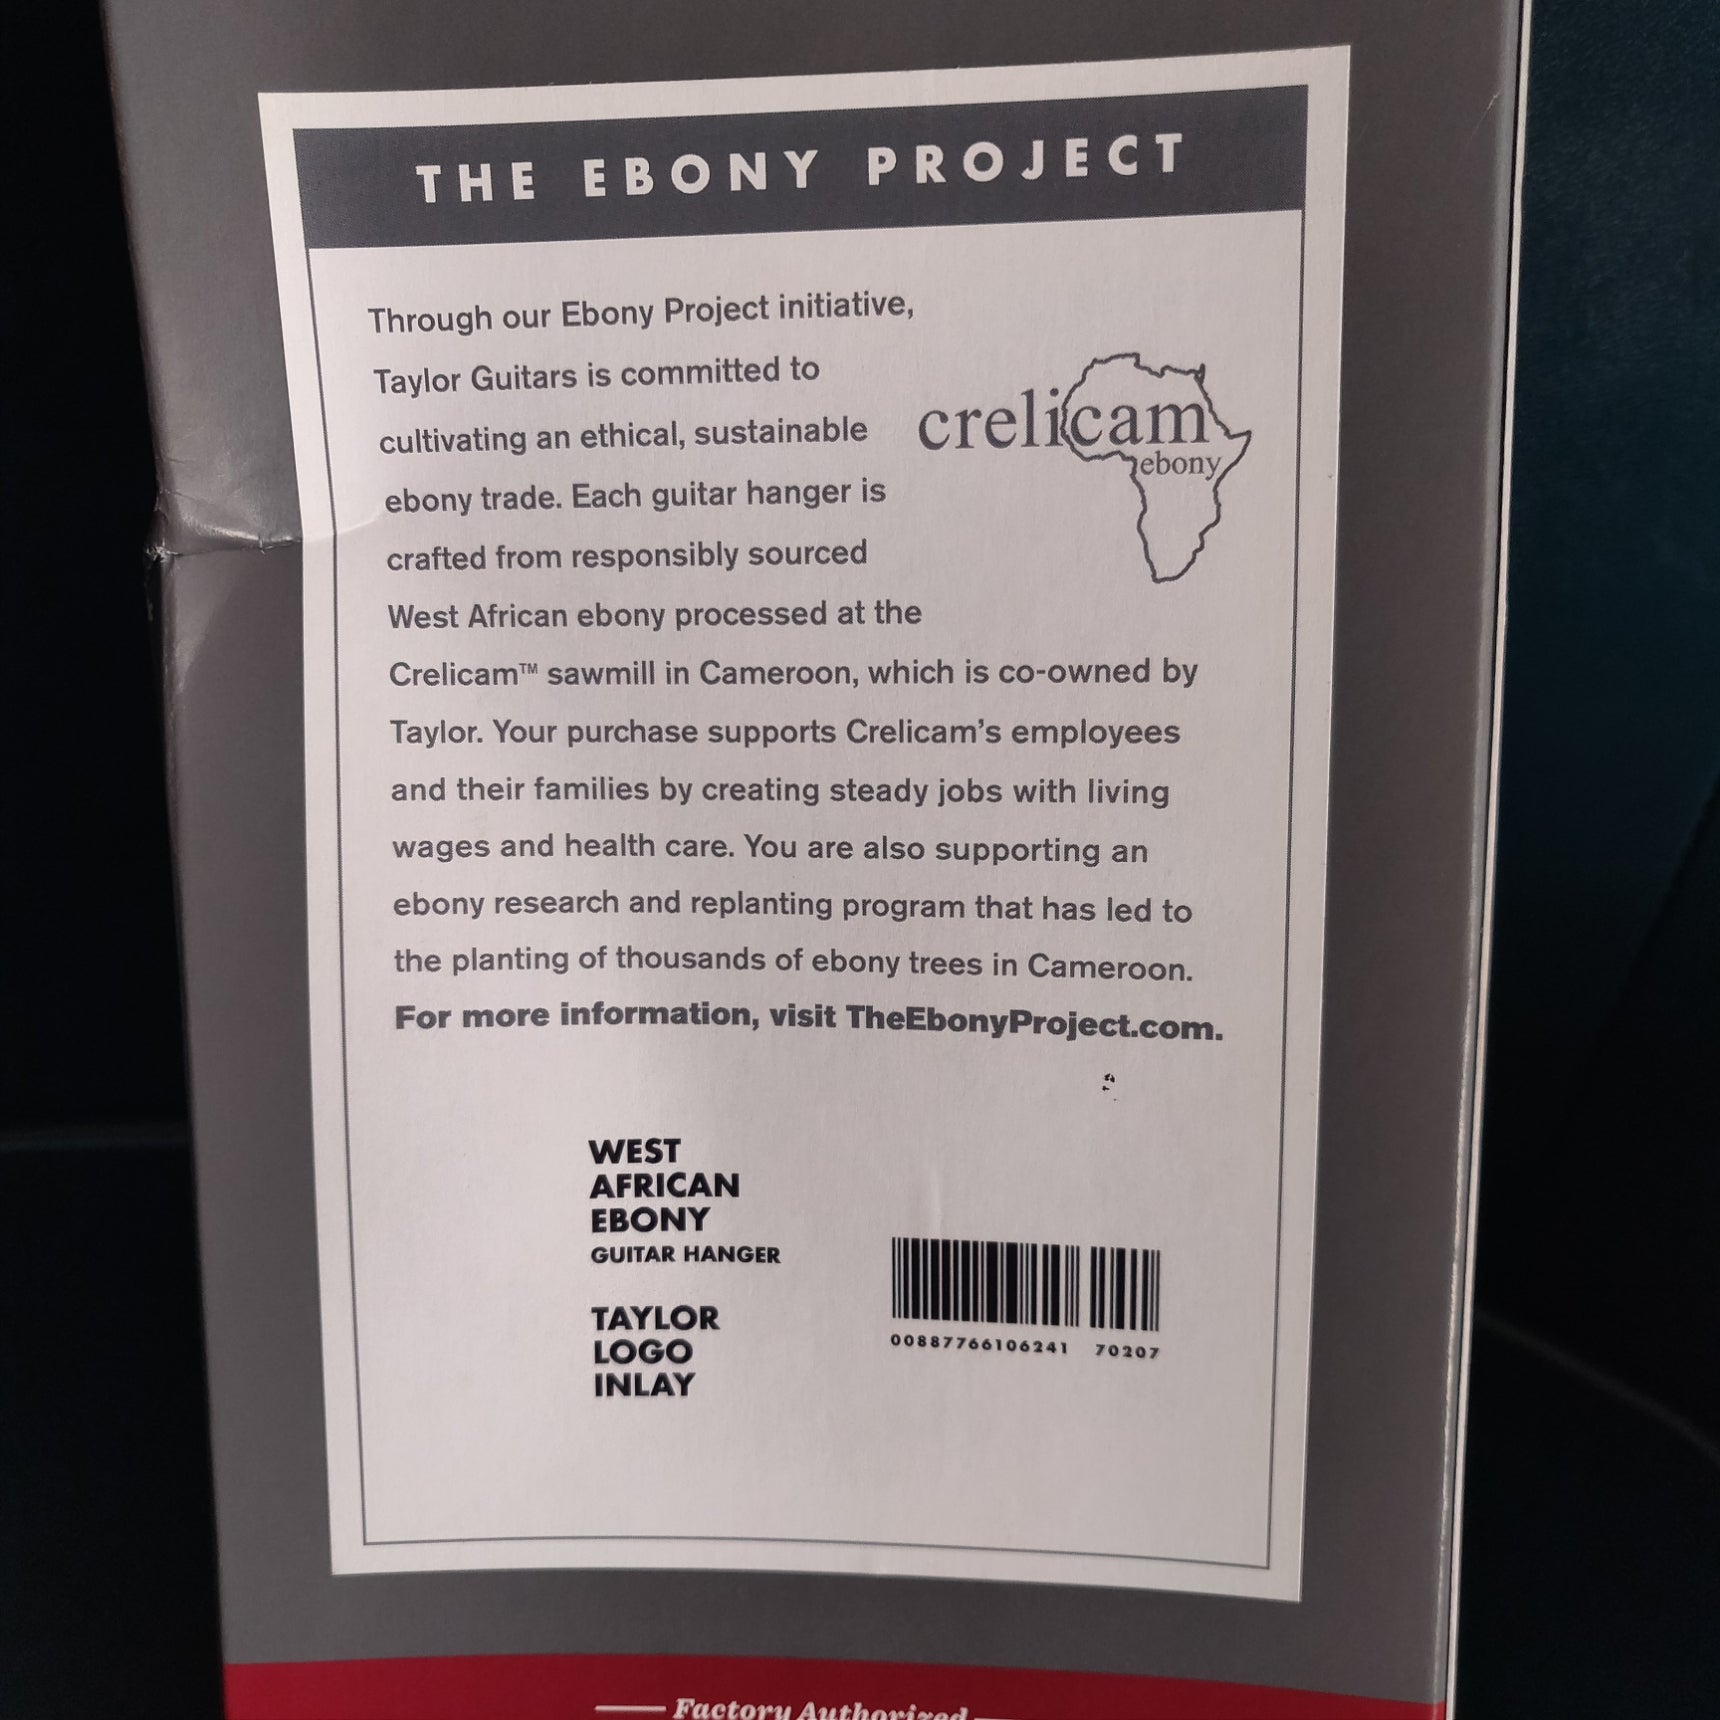 THE EBONY PROJECT
Through our Ebony Project initiative,
Taylor Guitars is committed to
cultivating an ethical, sustainable
ebony trade. Each guitar hanger is
crafted from responsibly sourced
West African ebony processed at the
Crelicam™ sawmill in Cameroon, which is co-owned by
Taylor. Your purchase supports Crelicam's employees
and their families by creating steady jobs with living
wages and health care. You are also supporting an
ebony research and replanting program that has led to
the planting of thousands of ebony trees in Cameroon.
For more information, visit TheEbonyProject.com.
crelicam
ebony
WEST
AFRICAN
EBONY
GUITAR HANGER
TAYLOR
LOGO
INLAY
00887766106241 70207
Factory Authorized